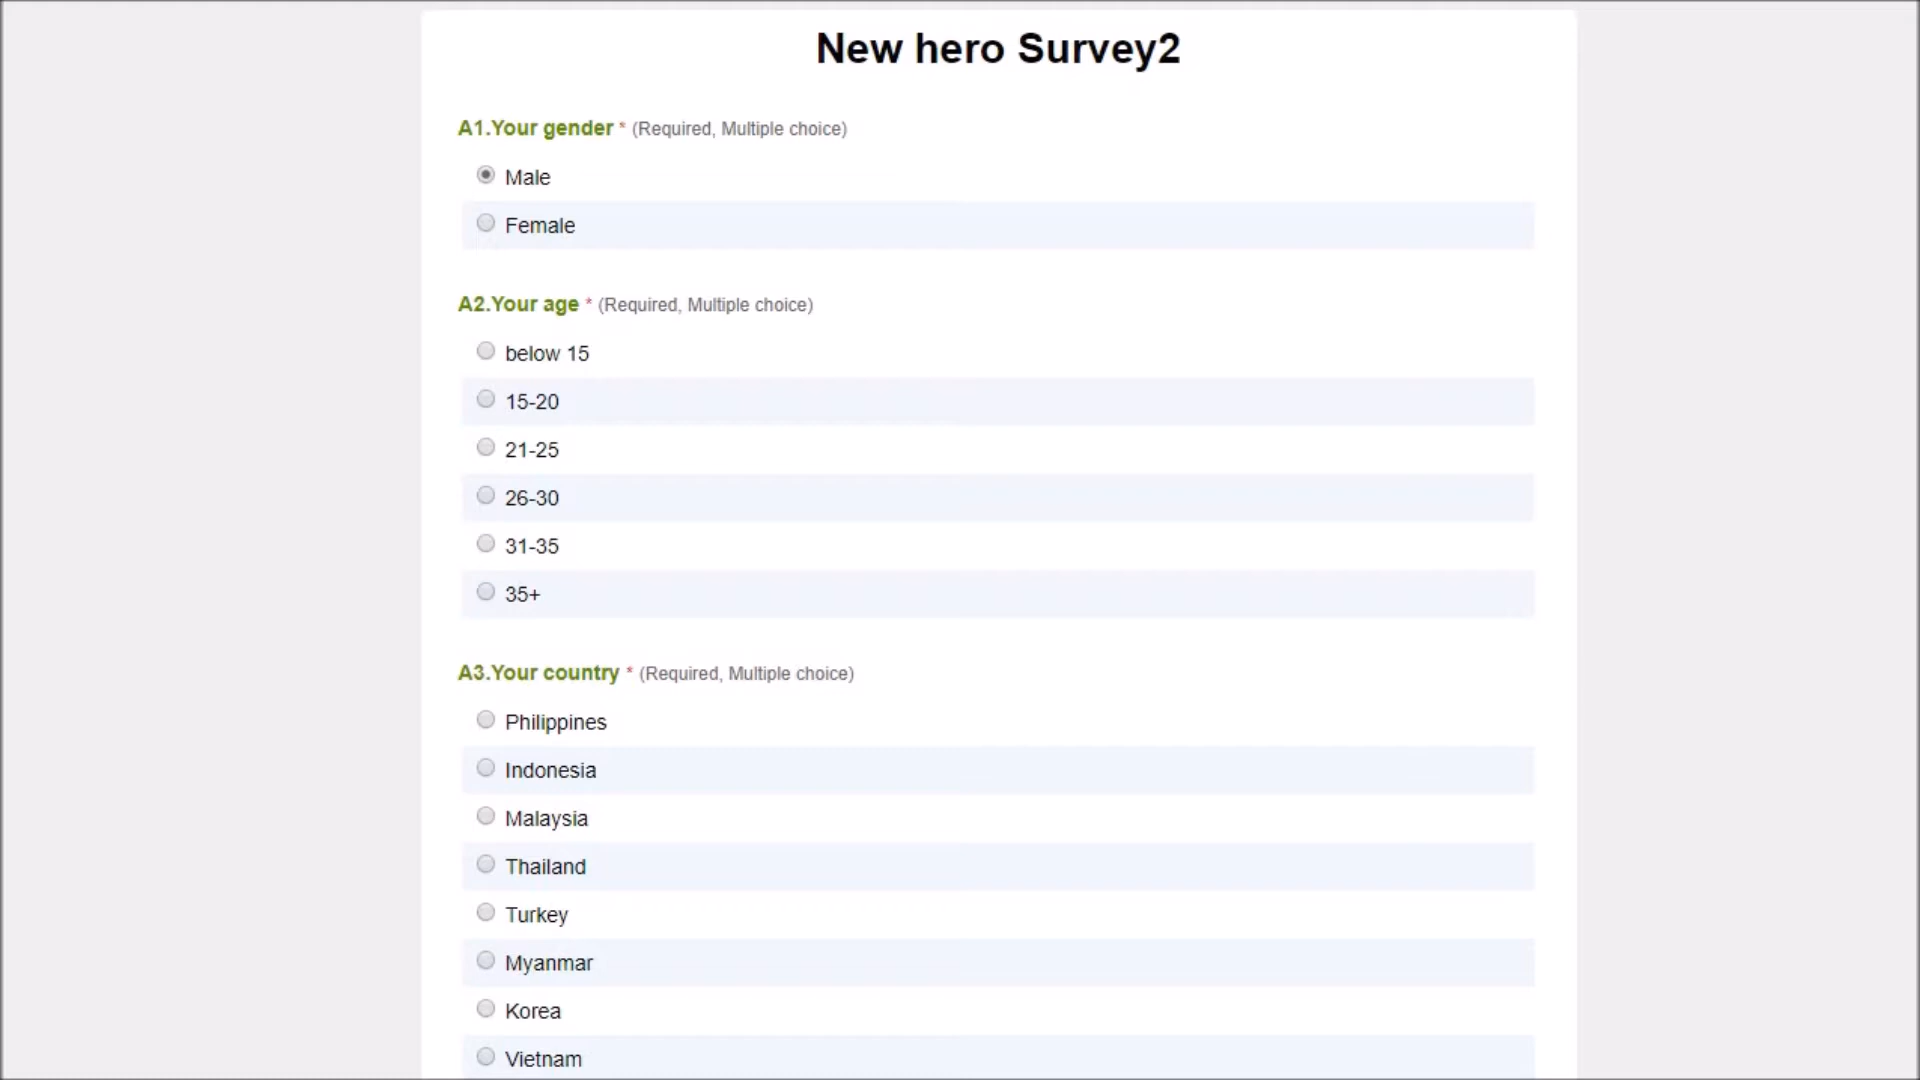 New hero Survey2
A1.Your gender * (Required, Multiple choice)
Male
Female
A2.Your age * (Required, Multiple choice)
below 15
15-20
21-25
26-30
31-35
35+
A3.Your country * (Required, Multiple choice)
Philippines
Indonesia
Malaysia
Thailand
Turkey
Myanmar
Korea
Vietnam